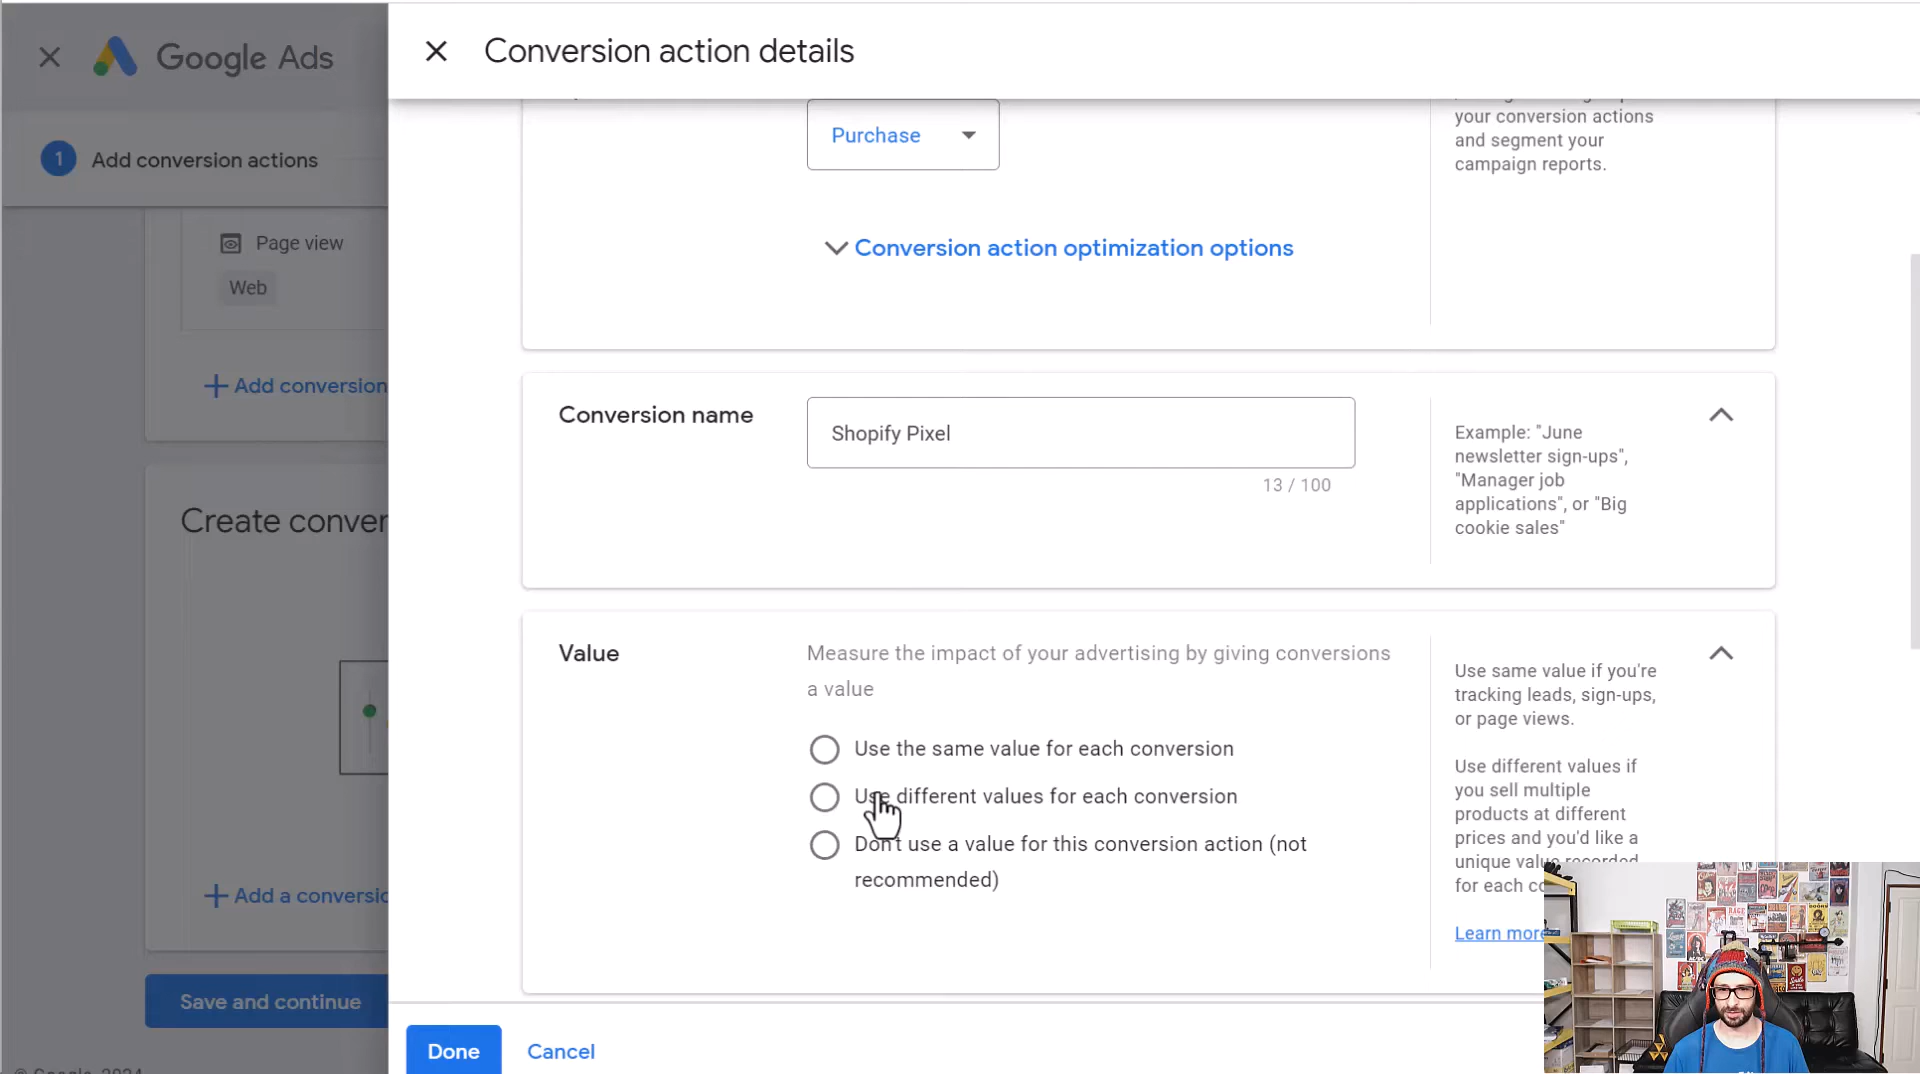 Google Ads
Conversion action details
1 Add conversion actions
Purchase
your conversion actions
and segment your
campaign reports.
Page view
Web
Conversion action optimization options
Add conversion
Conversion name
Shopify Pixel
13 / 100
Example: "June
newsletter sign-ups",
"Manager job
applications", or "Big
cookie sales"
Create conver
Value
Measure the impact of your advertising by giving conversions
a value
Use the same value for each conversion
Use different values for each conversion
Don't use a value for this conversion action (not
recommended)
Use same value if you're
tracking leads, sign-ups,
or page views.
Use different values if
you sell multiple
products at different
prices and you'd like a
unique value recorded
for each
Learn more
Add a conversio
Save and continue
Done
Cancel